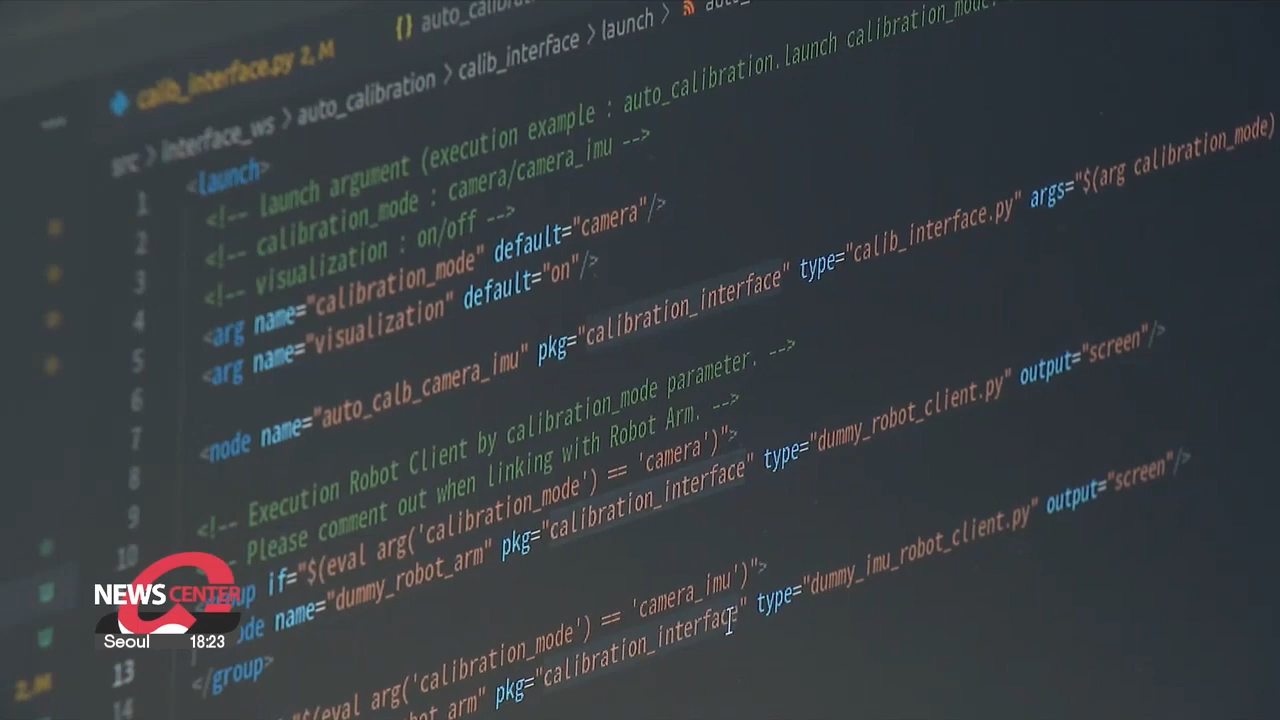 calib_interface.py 2, M
{} auto_calibrat
src > interface_ws > auto_calibration > calib_interface > launch >
1 <launch>
2 <!-- launch argument (execution example : auto_calibration.launch calibration_mode:
3 <!-- calibration_mode : camera/camera_imu -->
4 <!-- visualization : on/off -->
5 <arg name="calibration_mode" default="camera"/>
6 <arg name="visualization" default="on"/>
7
8 <node name="auto_calb_camera_imu" pkg="calibration_interface" type="calib_interface.py" args="$(arg calibration_mode)
9
10 <!-- Execution Robot Client by calibration_mode parameter. -->
Please comment out when linking with Robot Arm. -->
if="$(eval arg('calibration_mode') == 'camera')">
13 name="dummy_robot_arm" pkg="calibration_interface" type="dummy_robot_client.py" output="screen"/>
14 </group>
"$(eval arg('calibration_mode') == 'camera_imu')">
pkg="calibration_interface" type="dummy_imu_robot_client.py" output="screen"/>
2, M
NEWS CENTER
Seoul 18:23